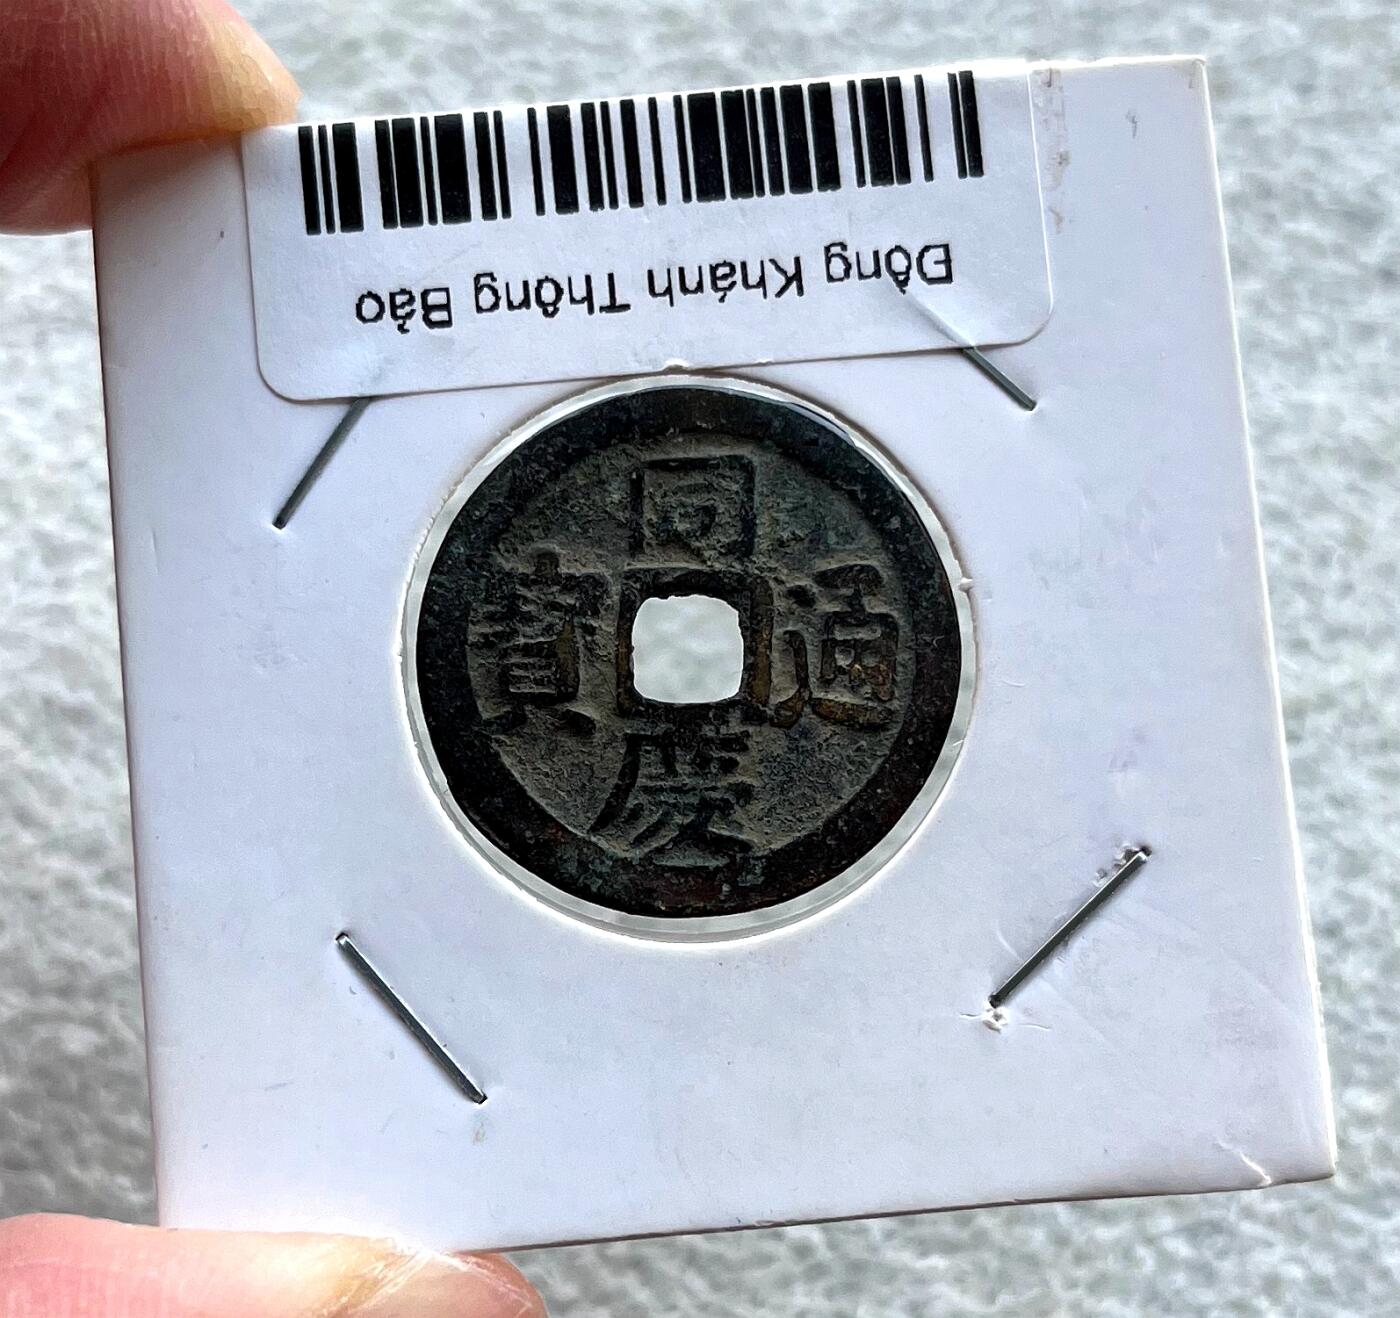 Đồng Khánh Thông Bảo
同慶通寶